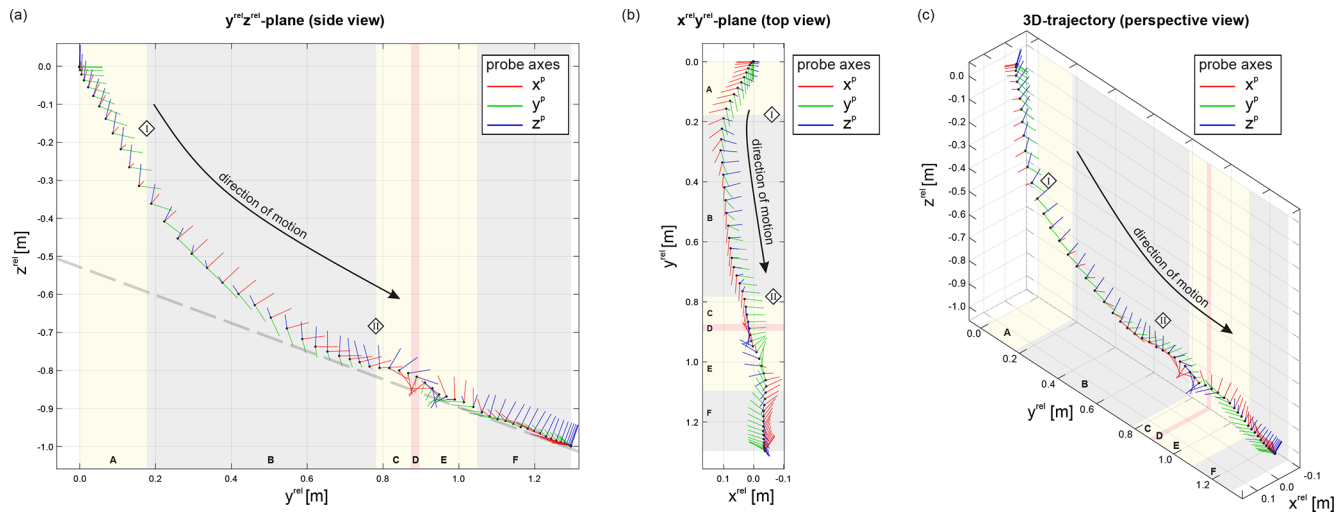 (a)
yʳᵉˡzʳᵉˡ-plane (side view)
z^rel [m]
0.0
-0.1
-0.2
-0.3
-0.4
-0.5
-0.6
-0.7
-0.8
-0.9
-1.0
probe axes
x^p
y^p
z^p
I
direction of motion
II
A
B
C
D
E
F
0.0
0.2
0.4
0.6
0.8
1.0
1.2
y^rel [m]
(b)
xʳᵉˡyʳᵉˡ-plane (top view)
y^rel [m]
0.0
0.2
0.4
0.6
0.8
1.0
1.2
probe axes
x^p
y^p
z^p
A
I
direction of motion
B
II
C
D
E
F
0.1
0.0
-0.1
x^rel [m]
(c)
3D-trajectory (perspective view)
z^rel [m]
0.0
-0.1
-0.2
-0.3
-0.4
-0.5
-0.6
-0.7
-0.8
-0.9
-1.0
probe axes
x^p
y^p
z^p
I
direction of motion
II
A
B
C
D
E
F
0.0
0.2
0.4
0.6
0.8
1.0
1.2
y^rel [m]
-0.1
0.0
0.1
x^rel [m]